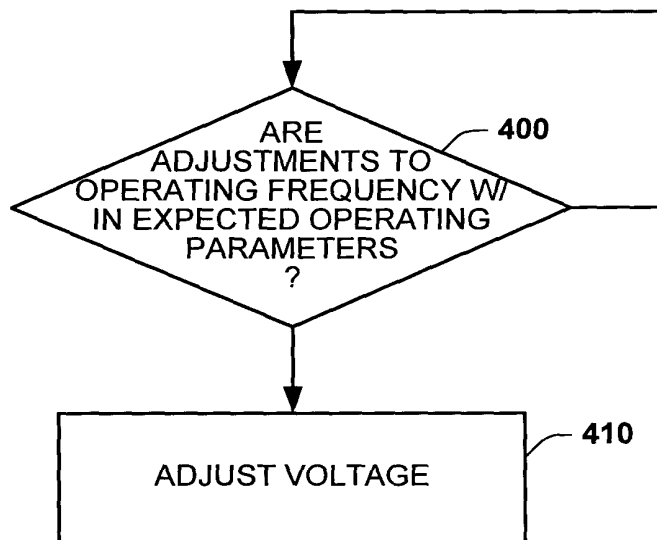 ARE
ADJUSTMENTS TO
OPERATING FREQUENCY W/
IN EXPECTED OPERATING
PARAMETERS
?
400
ADJUST VOLTAGE
410